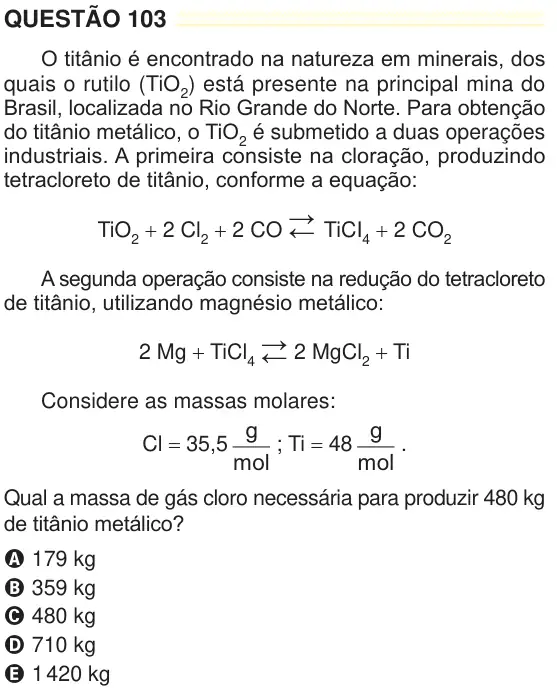 QUESTÃO 103
O titânio é encontrado na natureza em minerais, dos
quais o rutilo (TiO₂) está presente na principal mina do
Brasil, localizada no Rio Grande do Norte. Para obtenção
do titânio metálico, o TiO₂ é submetido a duas operações
industriais. A primeira consiste na cloração, produzindo
tetracloreto de titânio, conforme a equação:
TiO₂ + 2 Cl₂ + 2 CO ⇄ TiCl₄ + 2 CO₂
A segunda operação consiste na redução do tetracloreto
de titânio, utilizando magnésio metálico:
2 Mg + TiCl₄ ⇄ 2 MgCl₂ + Ti
Considere as massas molares:
Cl = 35,5 g/mol ; Ti = 48 g/mol .
Qual a massa de gás cloro necessária para produzir 480 kg
de titânio metálico?
A 179 kg
B 359 kg
C 480 kg
D 710 kg
E 1 420 kg